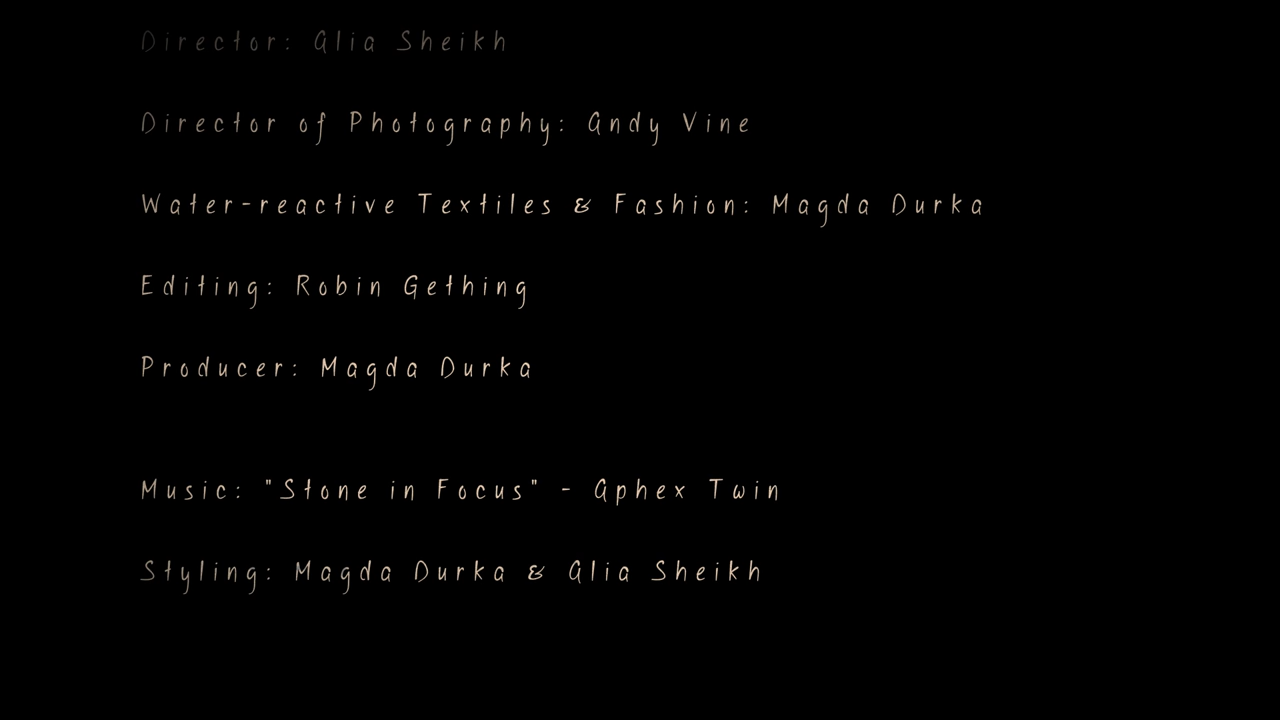 Director: Alia Sheikh
Director of Photography: Andy Vine
Water-reactive Textiles & Fashion: Magda Durka
Editing: Robin Gething
Producer: Magda Durka
Music: "Stone in Focus" - Aphex Twin
Styling: Magda Durka & Alia Sheikh